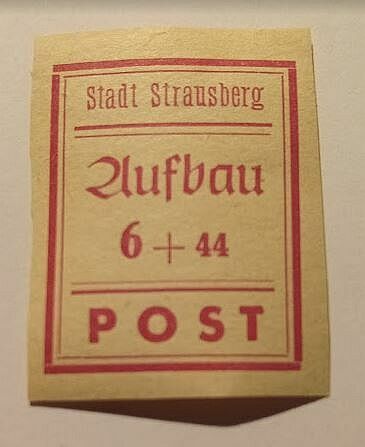 Stadt Strausberg
Aufbau
6 + 44
POST